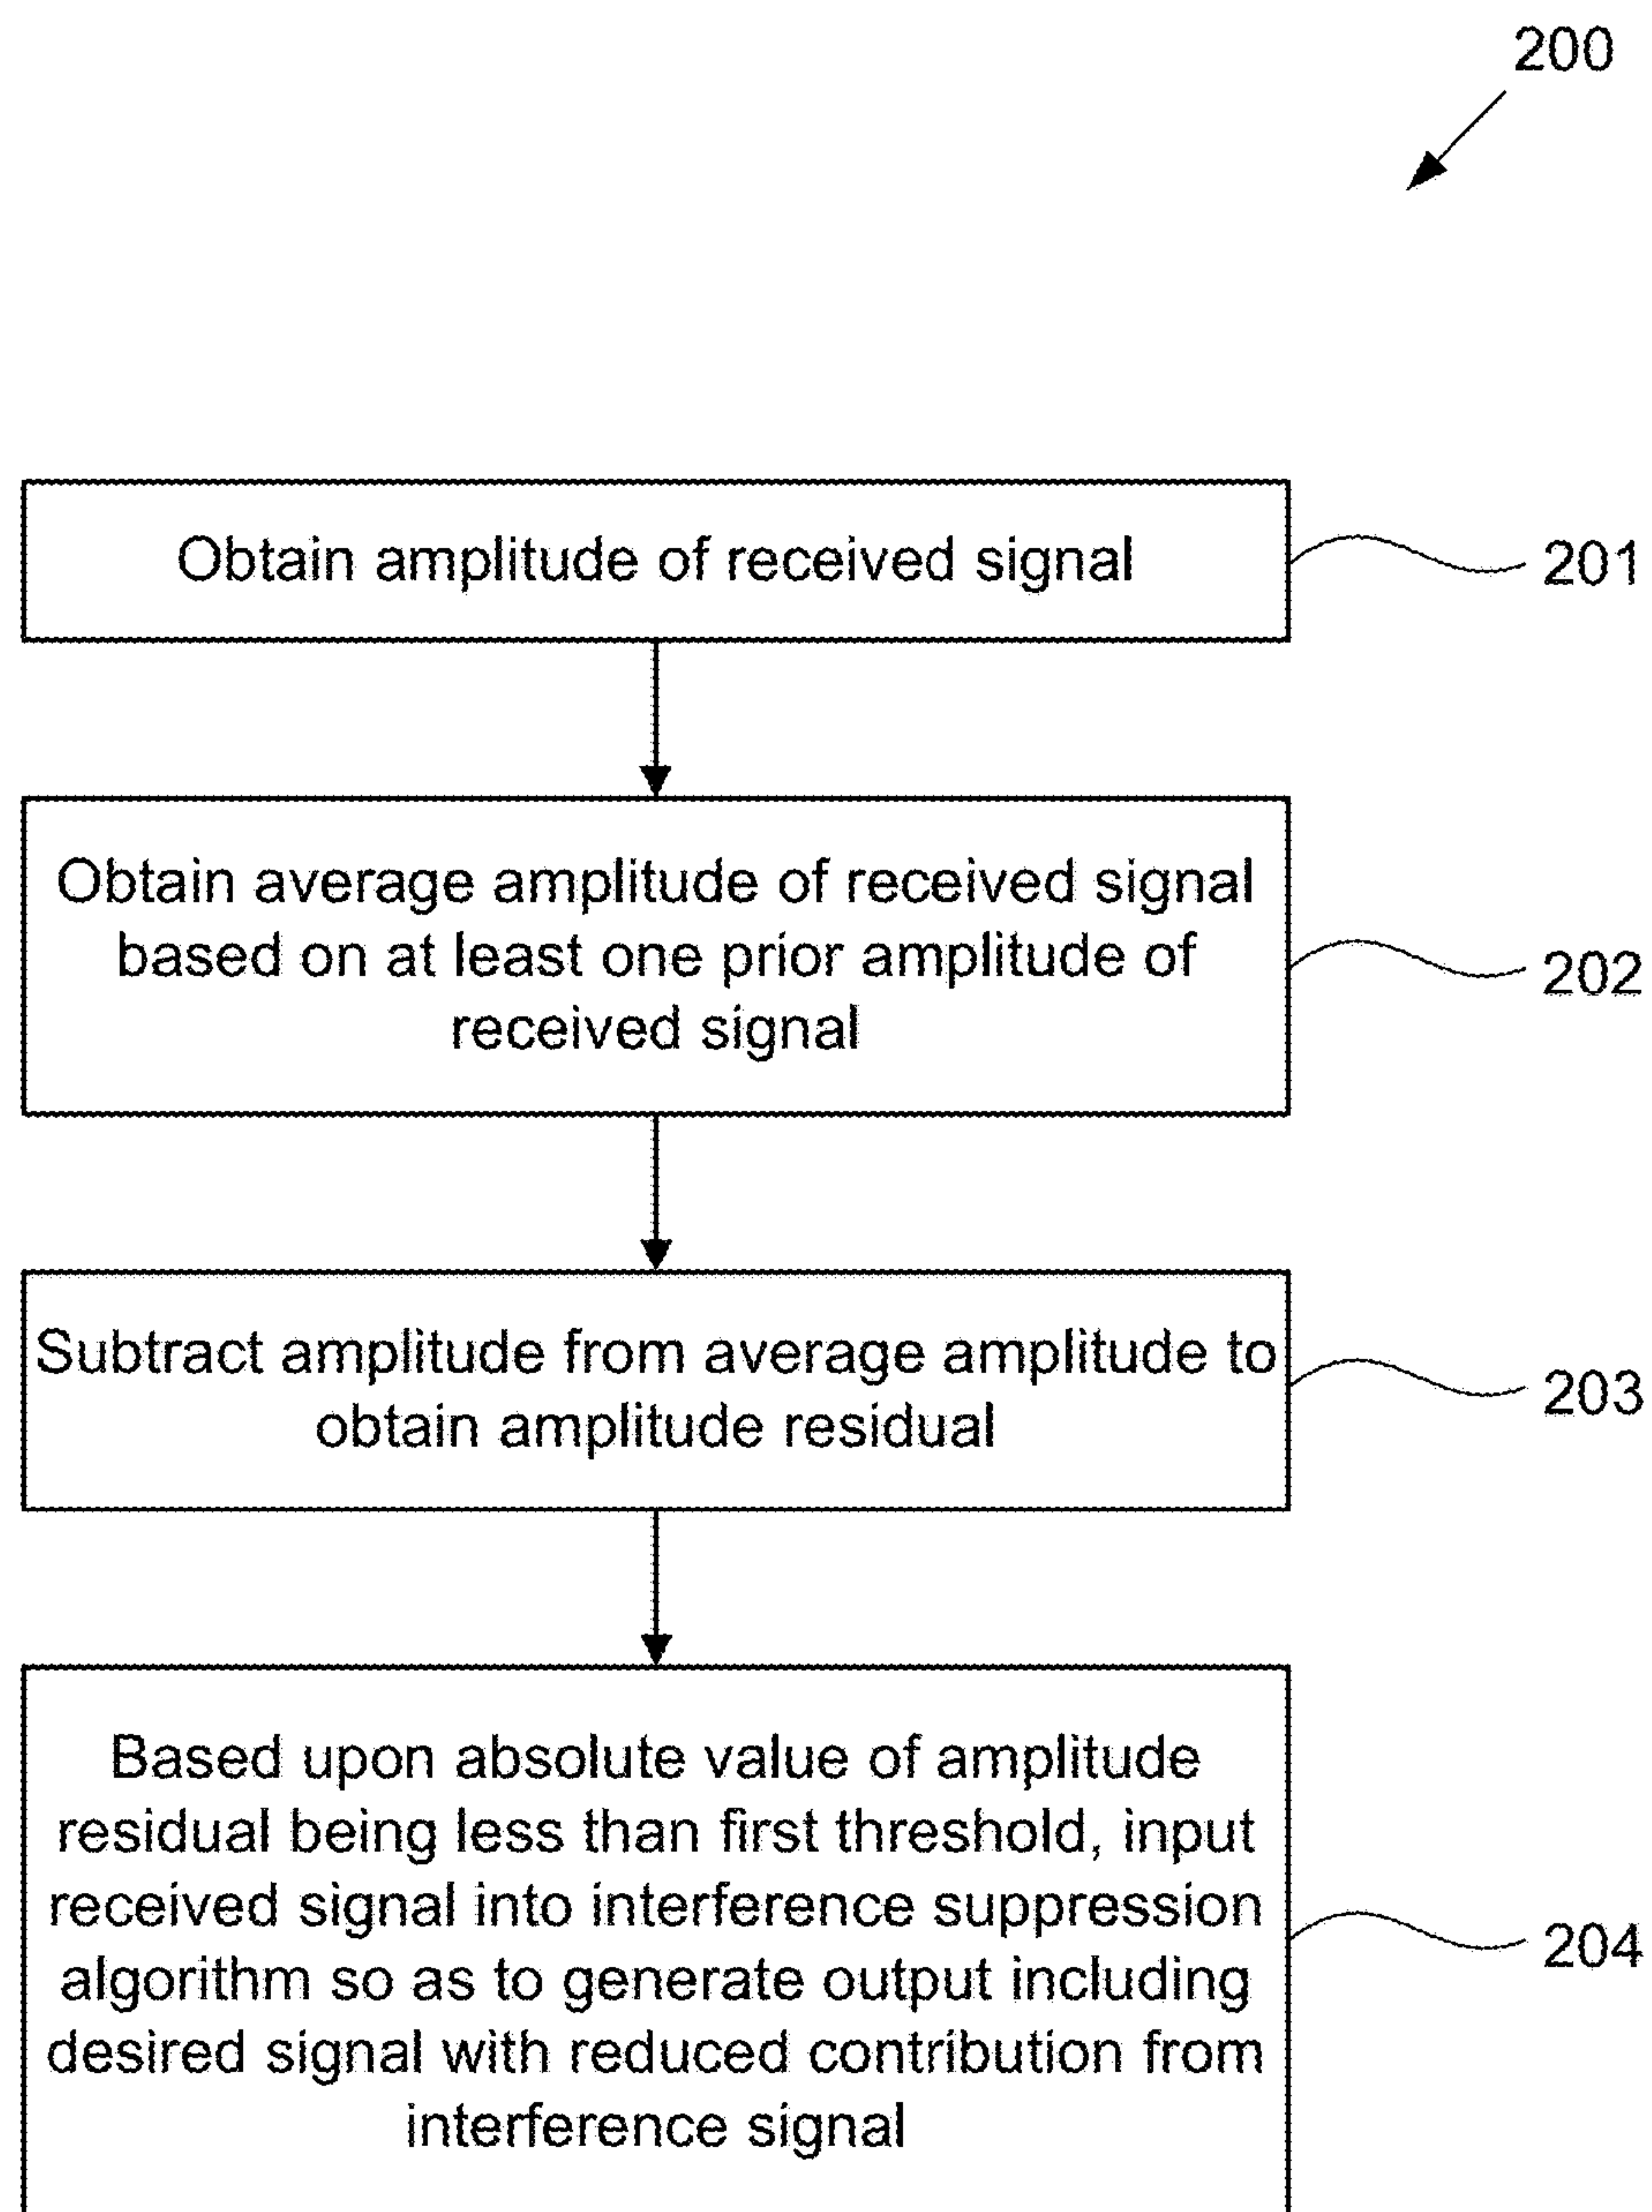 200
Obtain amplitude of received signal
201
Obtain average amplitude of received signal
based on at least one prior amplitude of
received signal
202
Subtract amplitude from average amplitude to
obtain amplitude residual
203
Based upon absolute value of amplitude
residual being less than first threshold, input
received signal into interference suppression
algorithm so as to generate output including
desired signal with reduced contribution from
interference signal
204